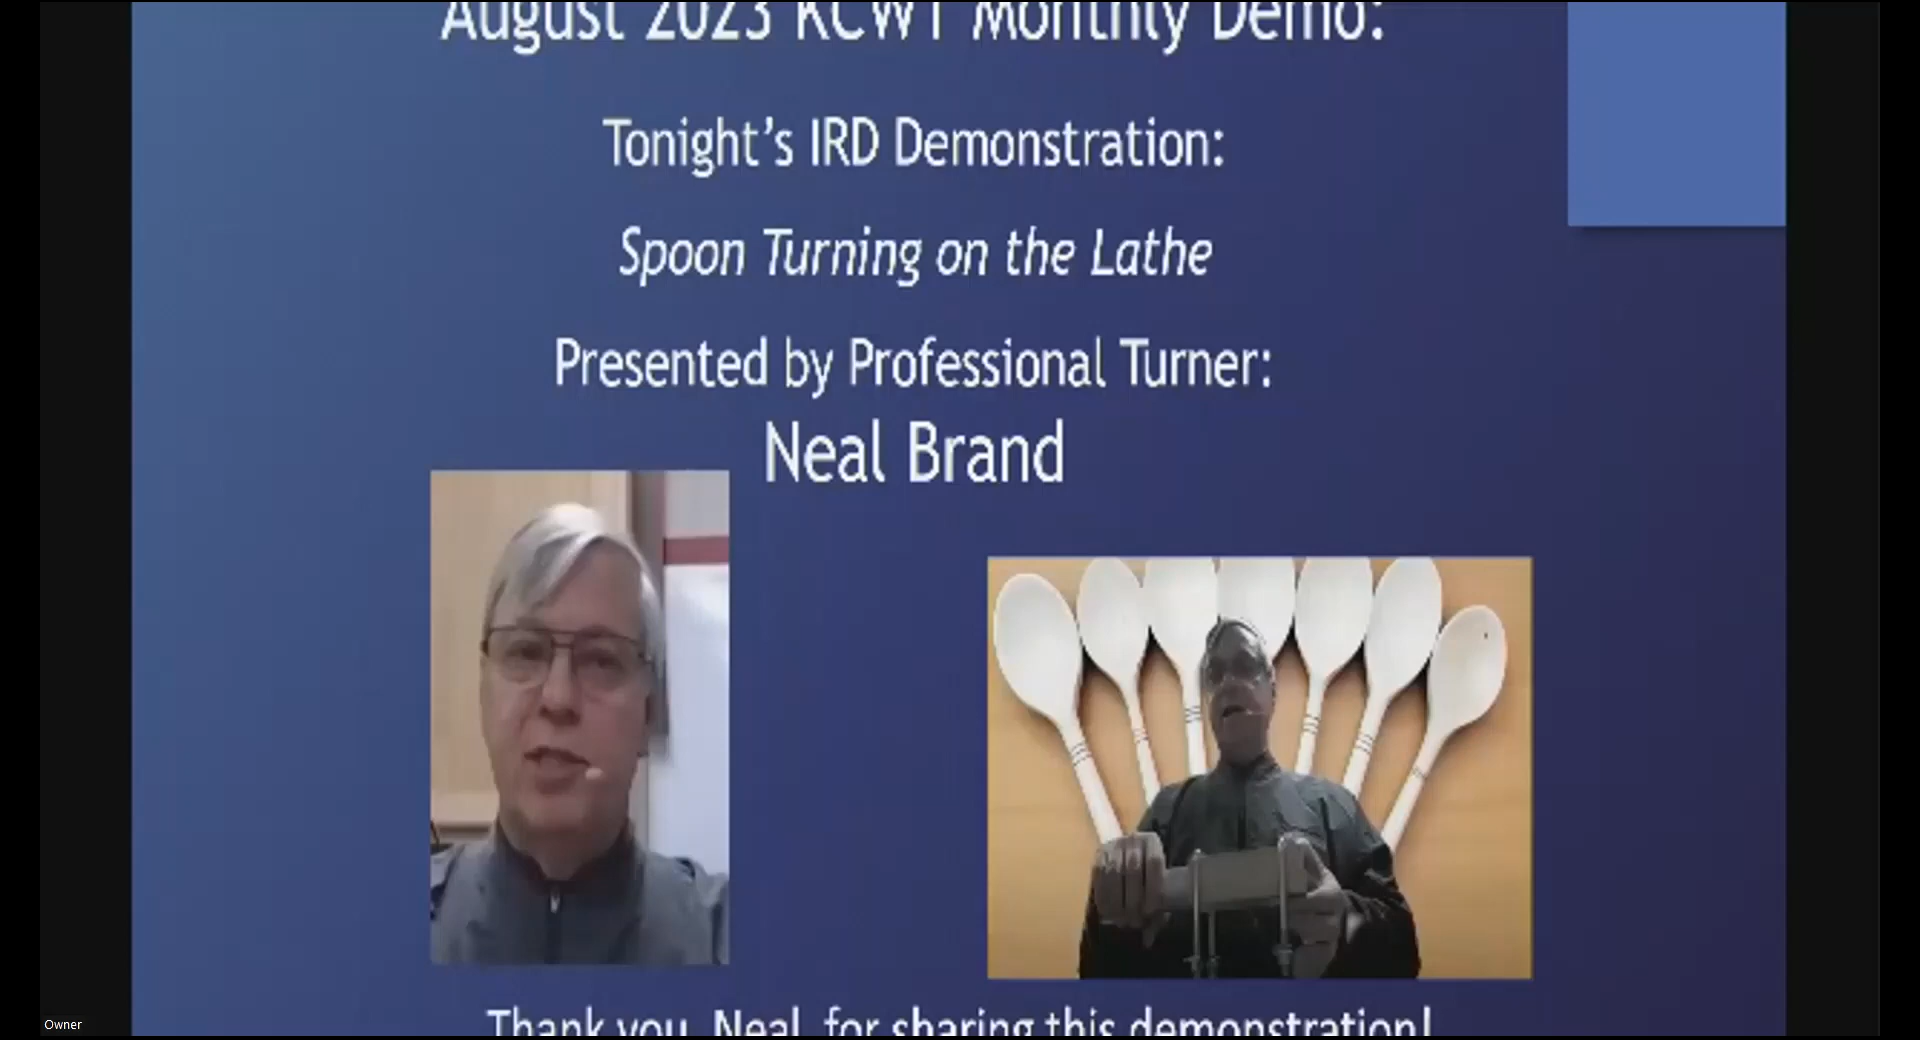 August 2023 KCWT Monthly Demo:
Tonight’s IRD Demonstration:
Spoon Turning on the Lathe
Presented by Professional Turner:
Neal Brand
Thank you, Neal, for sharing this demonstration!
Owner